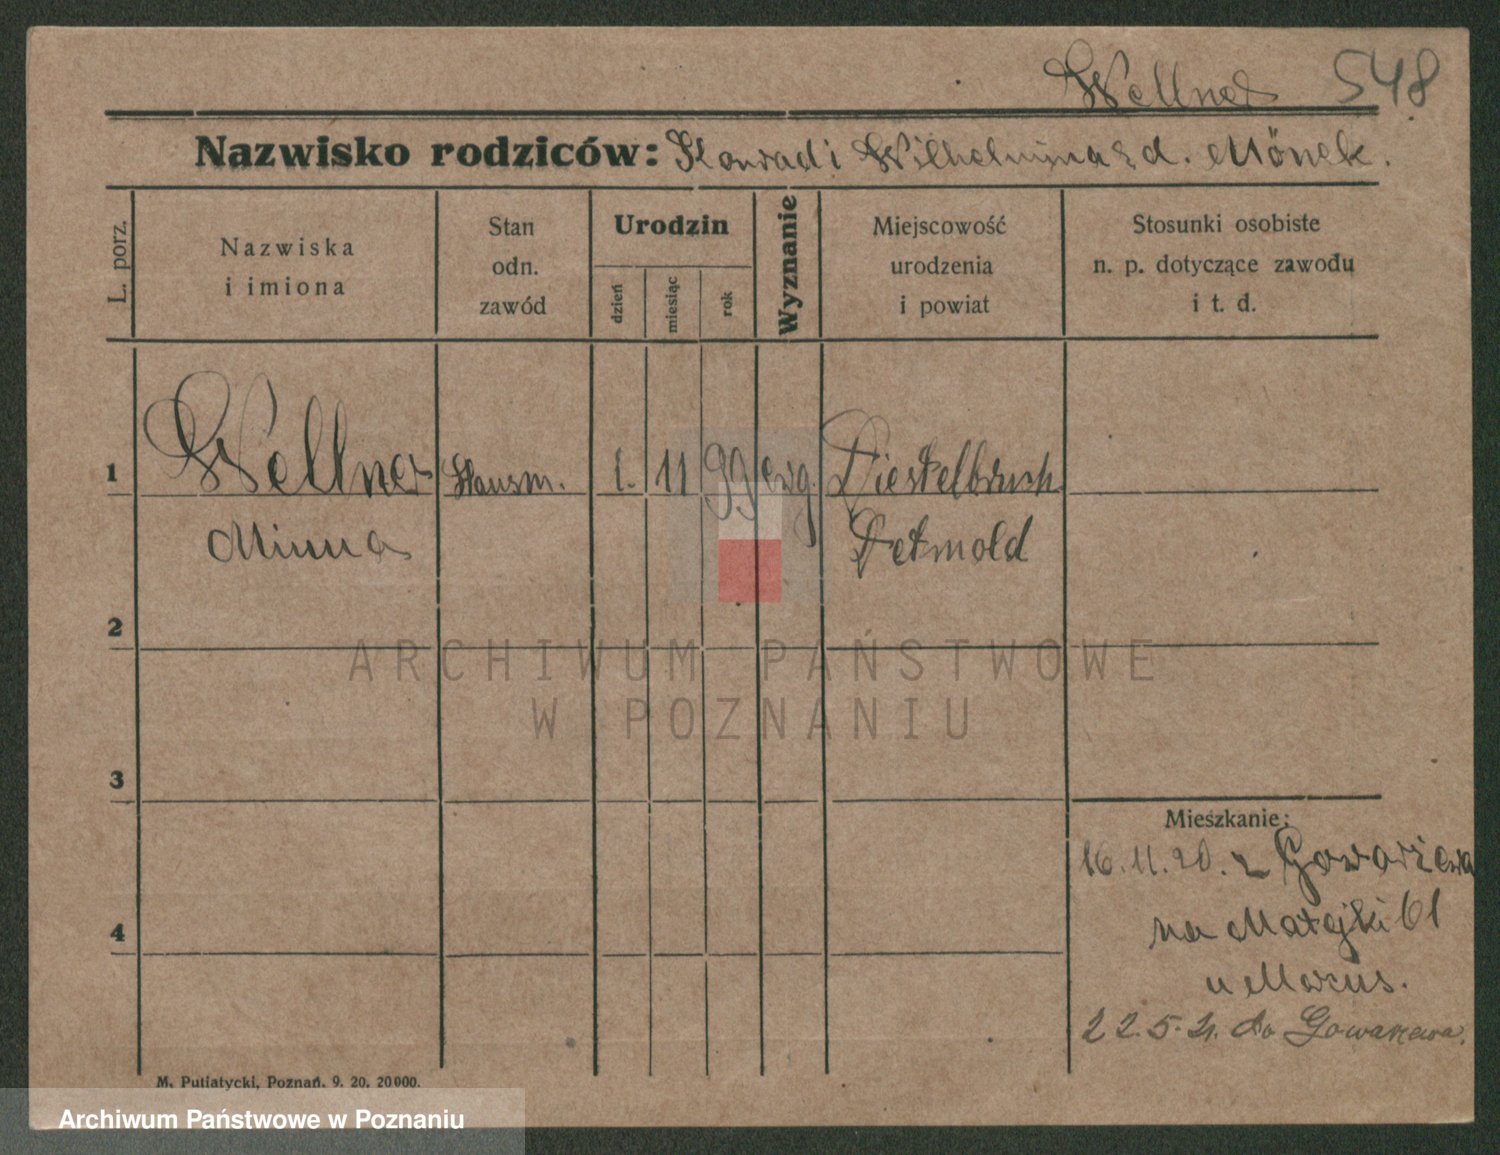 Wellner 548
Nazwisko rodziców: Konrad i Wilhelmina z d. Mönek.
L. porz.
Nazwiska
i imiona
Stan
odn.
zawód
Urodzin
dzień
miesiąc
rok
Wyznanie
Miejscowość
urodzenia
i powiat
Stosunki osobiste
n. p. dotyczące zawodu
i t. d.
1 Wellner Hausm. 1. 11 99 ewg. Diestelbruch
Minna Detmold
2
3
4
Mieszkanie:
16.11.20. z Gowarzewa
na Matejki 61
u Marcus.
22.5.21. do Gowarzewa.
M. Putiatycki, Poznań. 9. 20. 20000.
ARCHIWUM PAŃSTWOWE
W POZNANIU
Archiwum Państwowe w Poznaniu